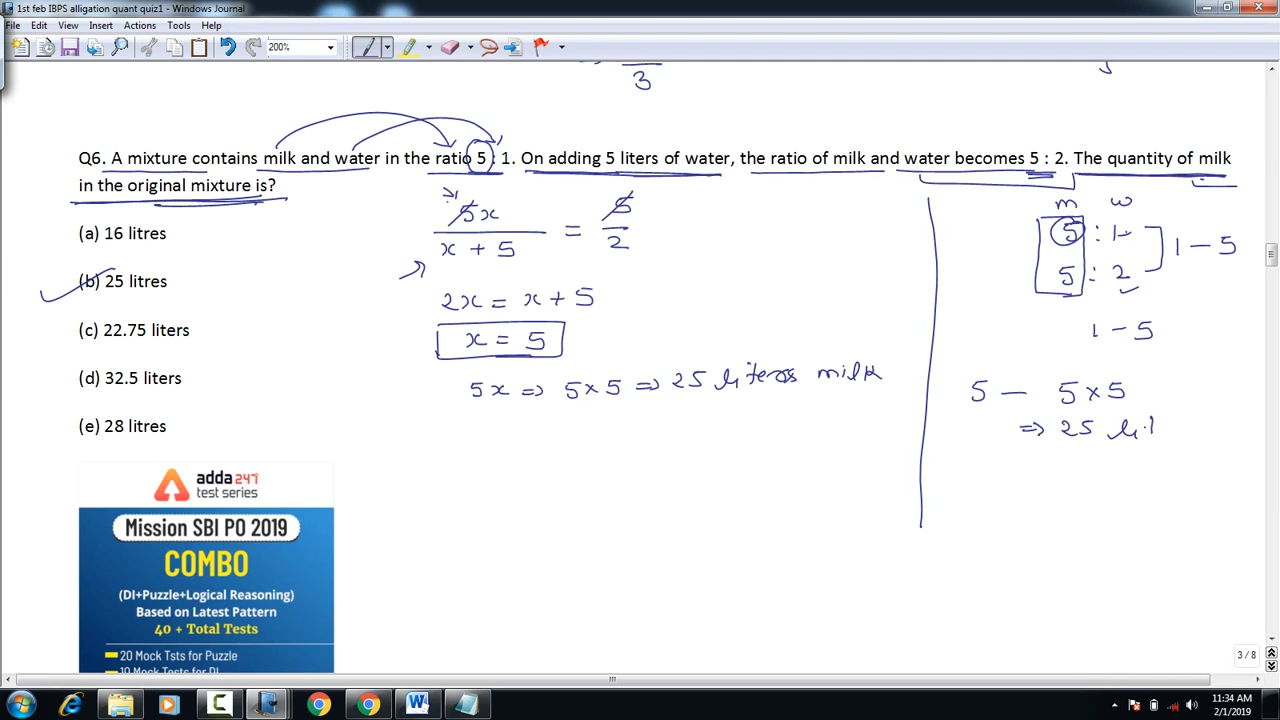 1st feb IBPS alligation quant quiz1 - Windows Journal
File Edit View Insert Actions Tools Help
200%
3
Q6. A mixture contains milk and water in the ratio 5 : 1. On adding 5 liters of water, the ratio of milk and water becomes 5 : 2. The quantity of milk
in the original mixture is?
(a) 16 litres
(b) 25 litres
(c) 22.75 liters
(d) 32.5 liters
(e) 28 litres
5x / x + 5 = 5 / 2
2x = x + 5
x = 5
5x ⇒ 5 × 5 ⇒ 25 liters milk
m w
5 : 1
5 : 2
1 – 5
1 – 5
5 — 5 × 5
⇒ 25
adda247
test series
Mission SBI PO 2019
COMBO
(DI+Puzzle+Logical Reasoning)
Based on Latest Pattern
40 + Total Tests
20 Mock Tsts for Puzzle
3 / 8
11:34 AM
2/1/2019